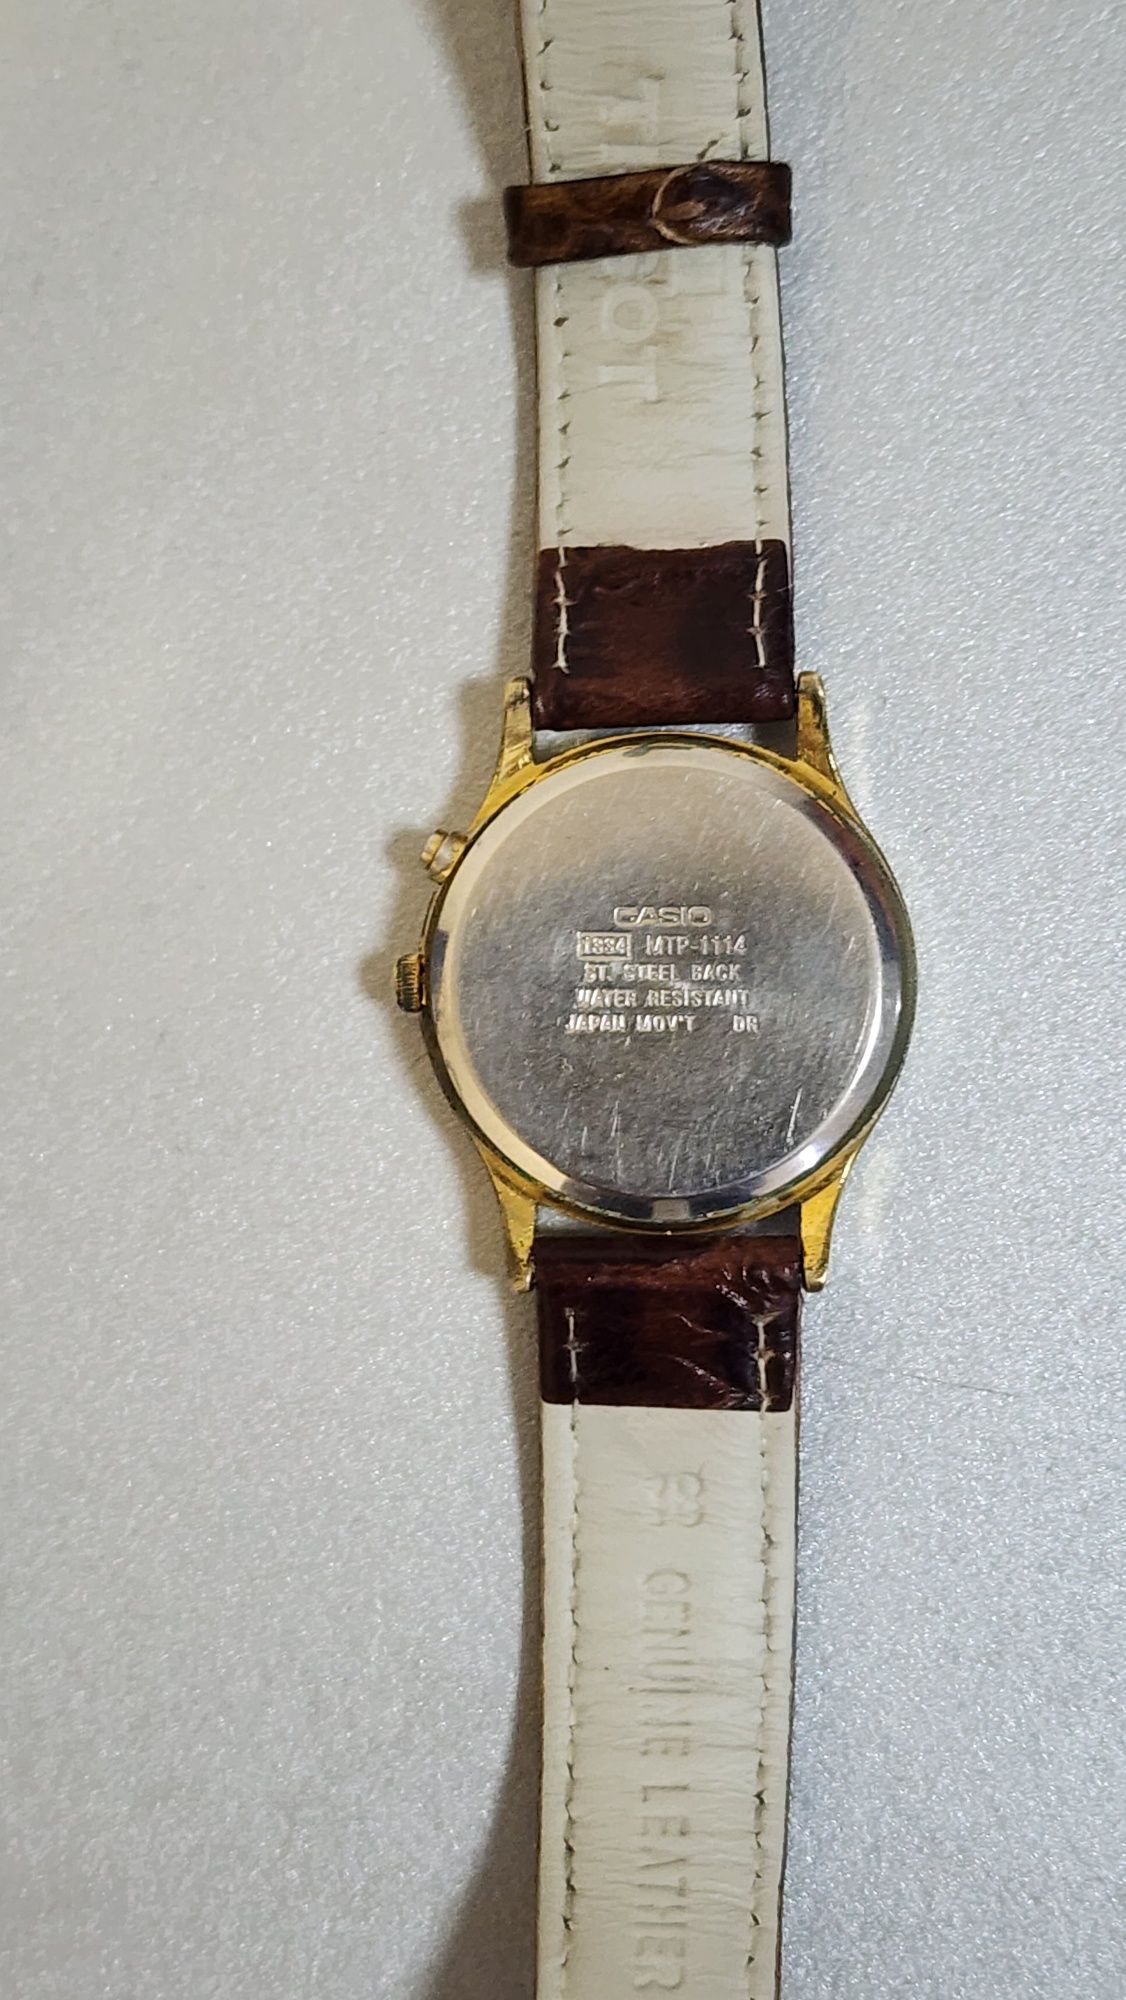 CASIO
1334 MTP-1114
ST. STEEL BACK
WATER RESISTANT
JAPAN MOV'T DR
GENUINE LEATHER